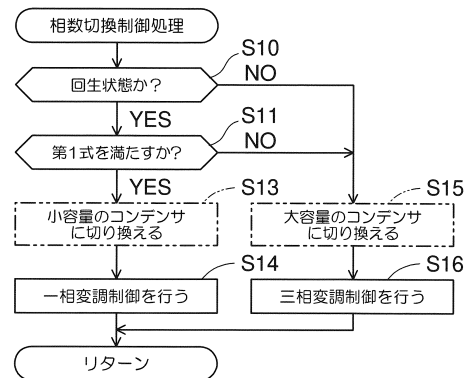 相数切換制御処理
S10
回生状態か?
NO
YES
S11
第1式を満たすか?
NO
YES
S13
小容量のコンデンサ
に切り換える
S15
大容量のコンデンサ
に切り換える
S14
一相変調制御を行う
S16
三相変調制御を行う
リターン